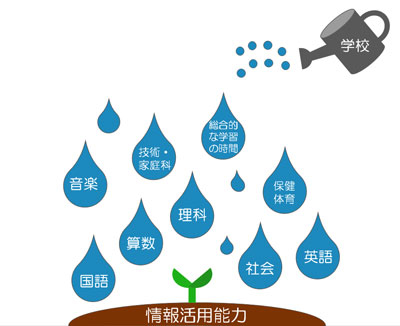 学校
総合的
な学習
の時間
技術・
家庭科
音楽
保健
体育
理科
算数
英語
社会
国語
情報活用能力